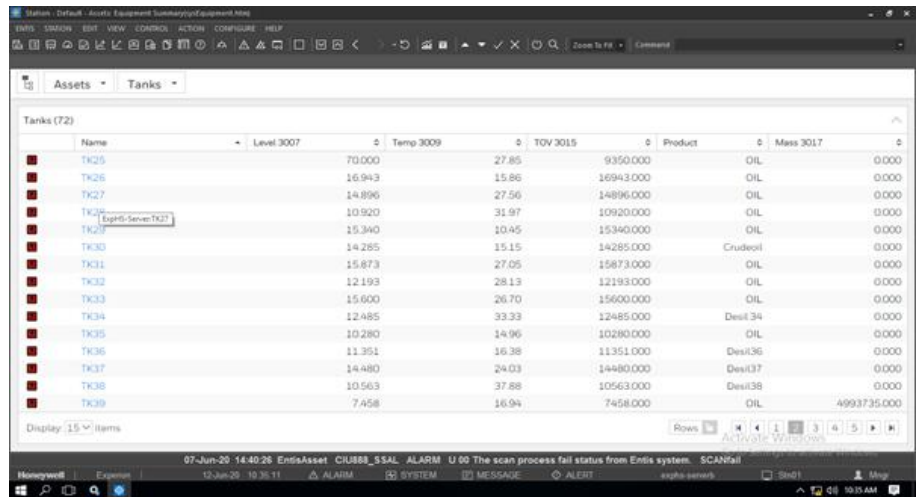 Station - Default - Assets: Equipment Summary(sysEquipment.htm)
ENTIS STATION EDIT VIEW CONTROL ACTION CONFIGURE HELP
Zoom To Fit Command
Assets Tanks
Tanks (72)
Name Level 3007 Temp 3009 TOV 3015 Product Mass 3017
TK25 70.000 27.85 9350.000 OIL 0.000
TK26 16.943 15.86 16943.000 OIL 0.000
TK27 14.896 27.56 14896.000 OIL 0.000
TK28 10.920 31.97 10920.000 OIL 0.000
ExpHS-Server.TK27
TK29 15.340 10.45 15340.000 OIL 0.000
TK30 14.285 15.15 14285.000 Crudeoil 0.000
TK31 15.873 27.05 15873.000 OIL 0.000
TK32 12.193 28.13 12193.000 OIL 0.000
TK33 15.600 26.70 15600.000 OIL 0.000
TK34 12.485 33.33 12485.000 Desil 34 0.000
TK35 10.280 14.96 10280.000 OIL 0.000
TK36 11.351 16.38 11351.000 Desil36 0.000
TK37 14.480 24.03 14480.000 Desil37 0.000
TK38 10.563 37.88 10563.000 Desil38 0.000
TK39 7.458 16.94 7458.000 OIL 4993735.000
Display 15 items Rows 1 2 3 4 5
Activate Windows
07-Jun-20 14:40:26 EntisAsset CIU888_SSAL ALARM U 00 The scan process fail status from Entis system. SCANfail
Honeywell Experion 12-Jun-20 10:35:11 ALARM SYSTEM MESSAGE ALERT exphs-serverb Stn01 Mngr
10:35 AM